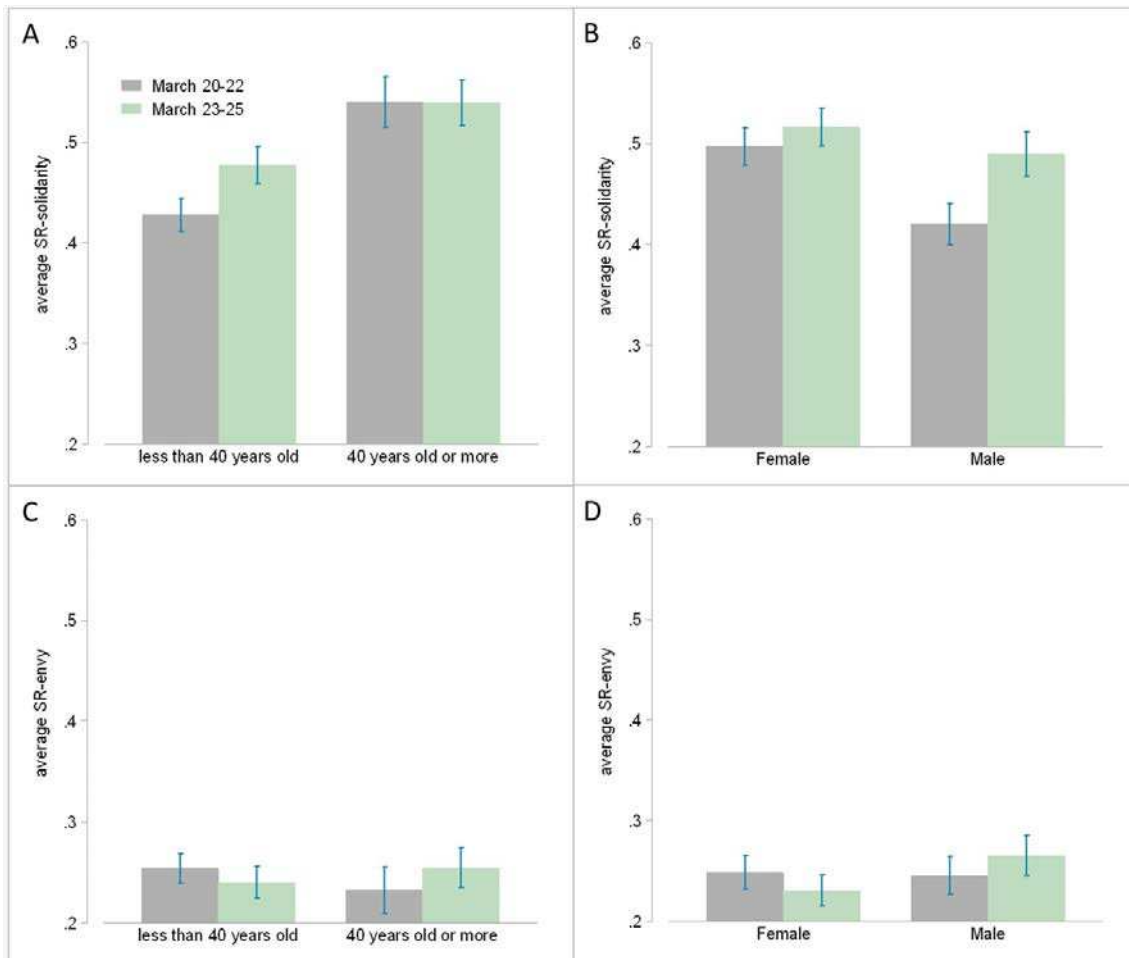 A
.6
March 20-22
March 23-25
.5
.4
.3
.2
average SR-solidarity
less than 40 years old 40 years old or more
B
.6
.5
.4
.3
.2
average SR-solidarity
Female Male
C
.6
.5
.4
.3
.2
average SR-envy
less than 40 years old 40 years old or more
D
.6
.5
.4
.3
.2
average SR-envy
Female Male